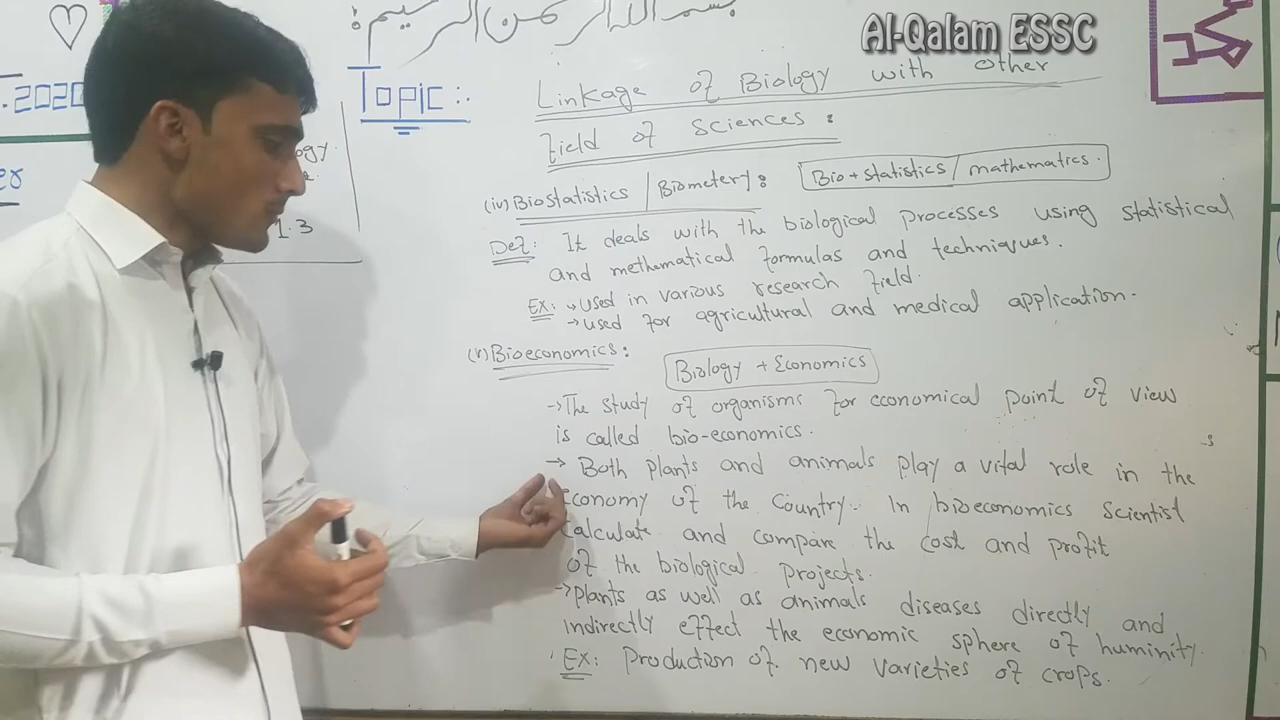 بسم الله الرحمن الرحيم
Al-Qalam ESSC
.2020
Topic:.
Linkage of Biology with other
Field of Sciences:
ogy.
1.3
(iv) Biostatistics / Biometery: Bio + statistics / mathematics.
Def: It deals with the biological processes using statistical
and methematical formulas and techniques.
EX: → Used in various research field.
→ used for agricultural and medical application.
(v) Bioeconomics: Biology + Economics
→ The study of organisms for economical point of view
is called bio-economics.
→ Both plants and animals play a vital role in the
economy of the Country. In bioeconomics Scientist
Calculate and compare the cost and profit
of the biological projects.
→ Plants as well as animals diseases directly and
indirectly effect the economic sphere of huminity.
EX: Production of new varieties of crops.